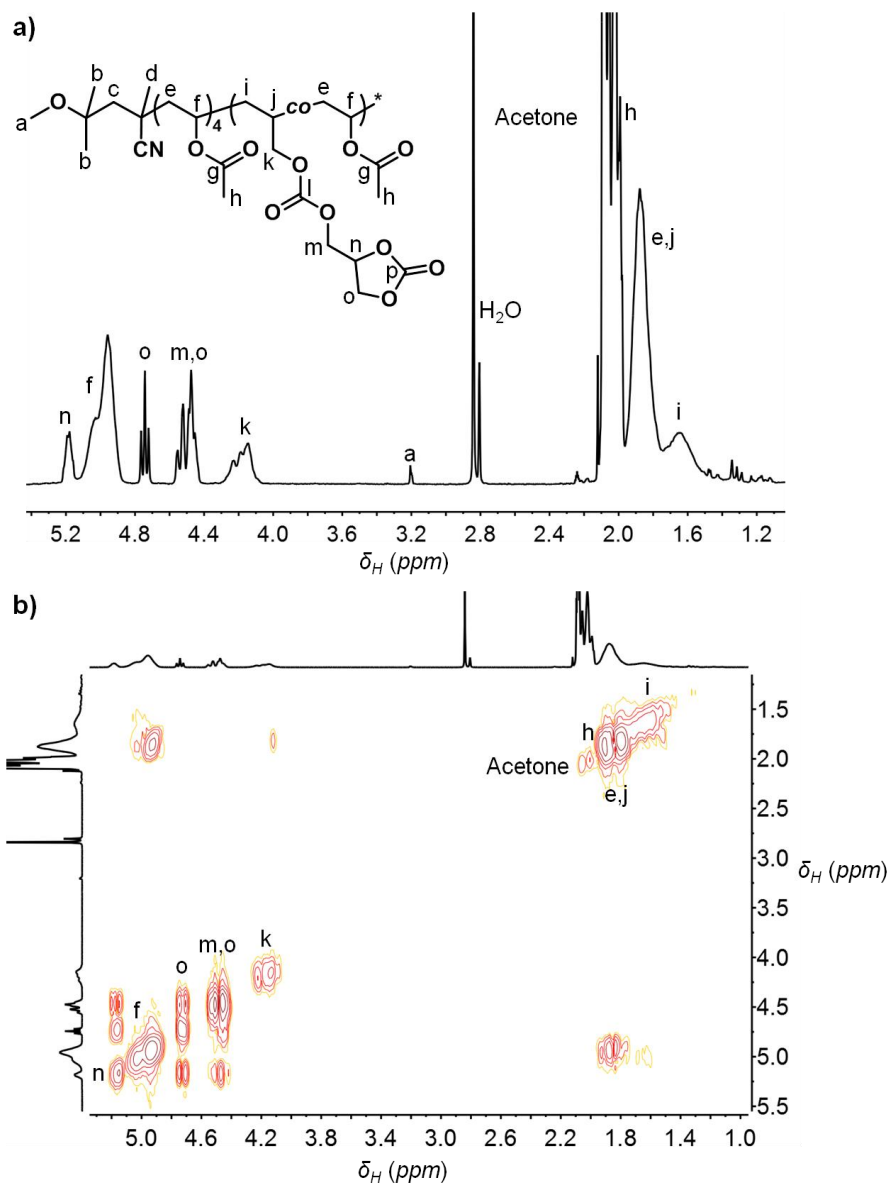 a)
b d e f i j co e f *
c
O
a
4
b CN O O k O O
g O g O
h l h
O O
m n O
p O
o O
Acetone h
e,j
H2O
o m,o
f
n k i
a
5.2 4.8 4.4 4.0 3.6 3.2 2.8 2.4 2.0 1.6 1.2
δH (ppm)
b)
i
1.5
h
Acetone
2.0
e,j
2.5
3.0
δH (ppm)
3.5
m,o k
4.0
o
4.5
f
n
5.0
5.5
5.0 4.6 4.2 3.8 3.4 3.0 2.6 2.2 1.8 1.4 1.0
δH (ppm)